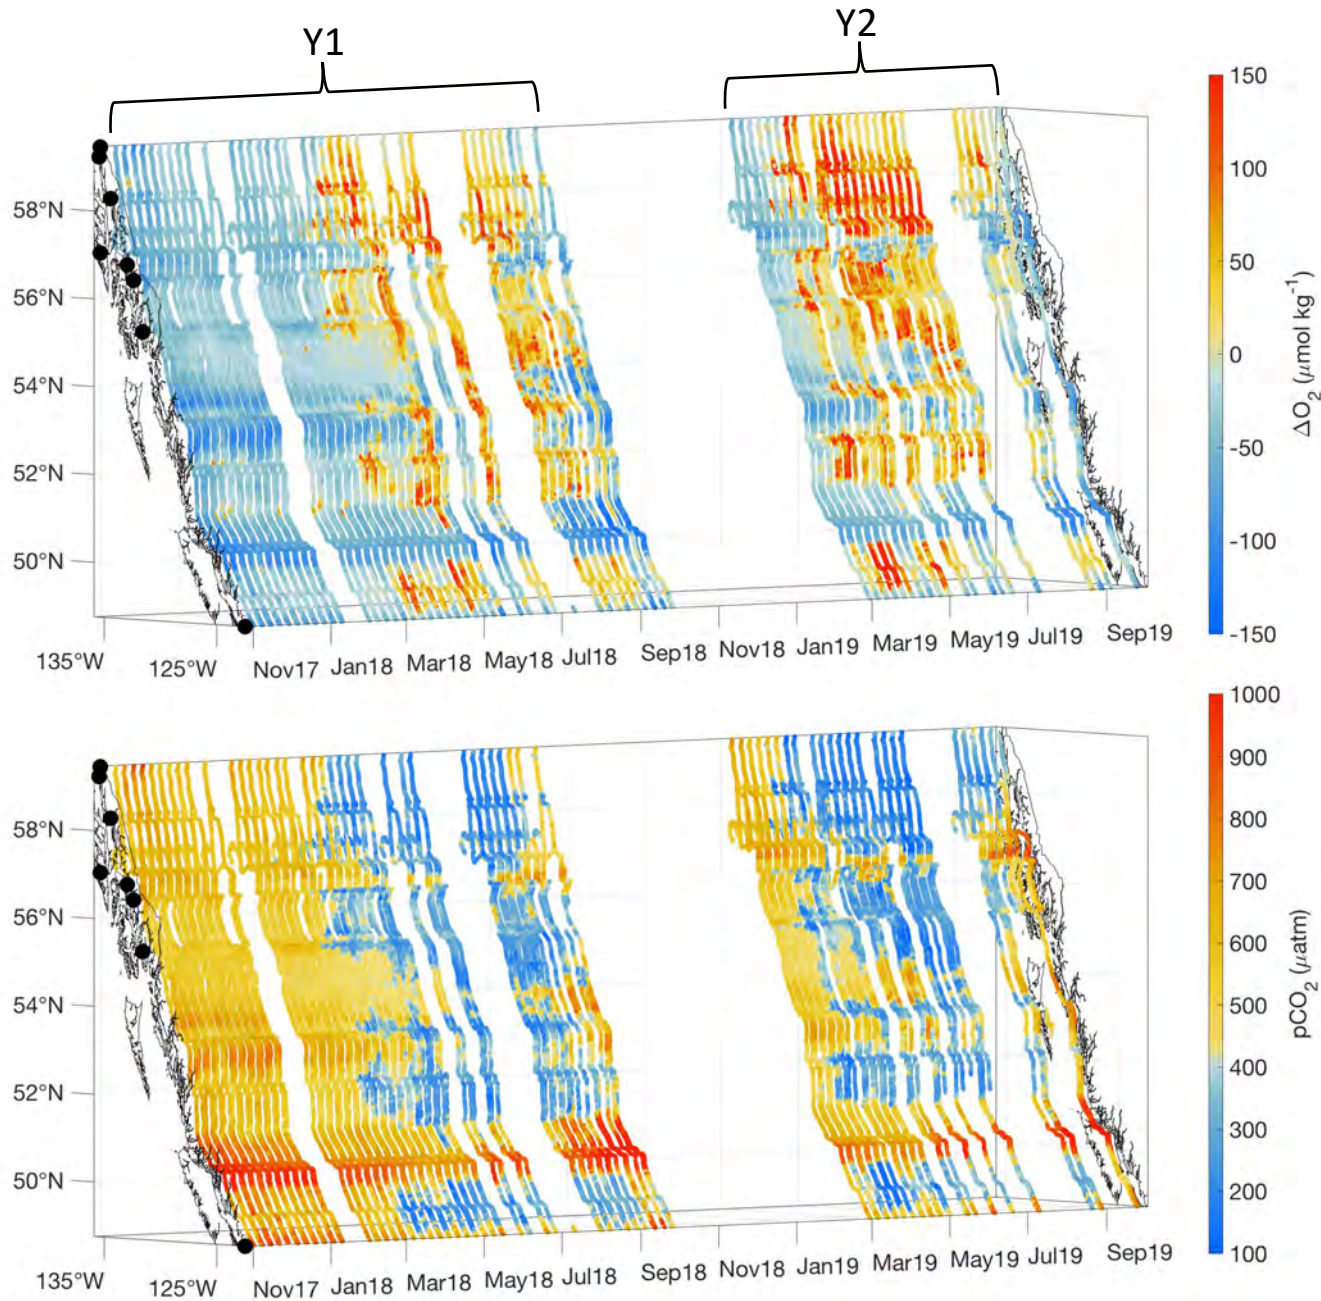 Y1
Y2
58°N
56°N
54°N
52°N
50°N
135°W
125°W
Nov17
Jan18
Mar18
May18
Jul18
Sep18
Nov18
Jan19
Mar19
May19
Jul19
Sep19
150
100
50
0
-50
-100
-150
ΔO₂ (μmol kg⁻¹)
58°N
56°N
54°N
52°N
50°N
135°W
125°W
Nov17
Jan18
Mar18
May18
Jul18
Sep18
Nov18
Jan19
Mar19
May19
Jul19
Sep19
1000
900
800
700
600
500
400
300
200
100
pCO₂ (μatm)